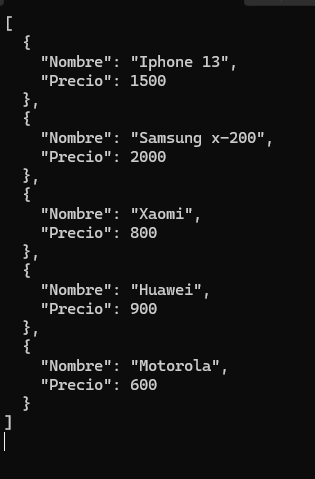 [
  {
    "Nombre": "Iphone 13",
    "Precio": 1500
  },
  {
    "Nombre": "Samsung x-200",
    "Precio": 2000
  },
  {
    "Nombre": "Xaomi",
    "Precio": 800
  },
  {
    "Nombre": "Huawei",
    "Precio": 900
  },
  {
    "Nombre": "Motorola",
    "Precio": 600
  }
]